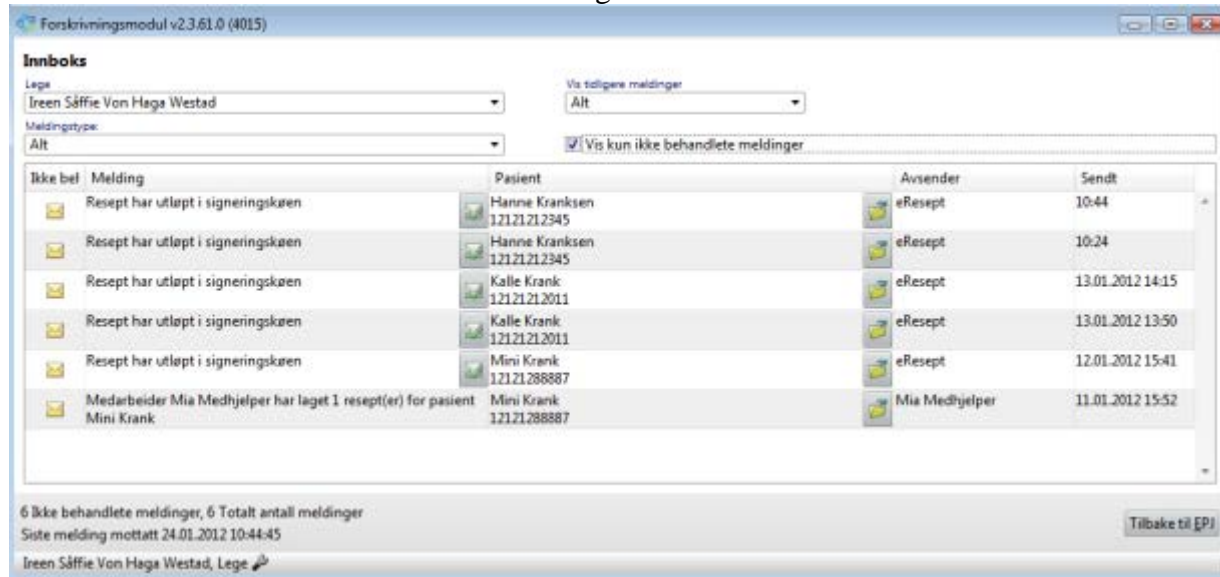 Forskrivningsmodul v2.3.61.0 (4015)
Innboks
Lege
Vis tidligere meldinger
Ireen Såffie Von Haga Westad
Alt
Meldingstype:
Alt
Vis kun ikke behandlete meldinger
Ikke bel Melding Pasient Avsender Sendt
Resept har utløpt i signeringskøen Hanne Kranksen eResept 10:44
12121212345
Resept har utløpt i signeringskøen Hanne Kranksen eResept 10:24
12121212345
Resept har utløpt i signeringskøen Kalle Krank eResept 13.01.2012 14:15
12121212011
Resept har utløpt i signeringskøen Kalle Krank eResept 13.01.2012 13:50
12121212011
Resept har utløpt i signeringskøen Mini Krank eResept 12.01.2012 15:41
12121288887
Medarbeider Mia Medhjelper har laget 1 resept(er) for pasient Mini Krank Mia Medhjelper 11.01.2012 15:52
Mini Krank 12121288887
6 Ikke behandlete meldinger, 6 Totalt antall meldinger
Siste melding mottatt 24.01.2012 10:44:45
Tilbake til EPJ
Ireen Såffie Von Haga Westad, Lege